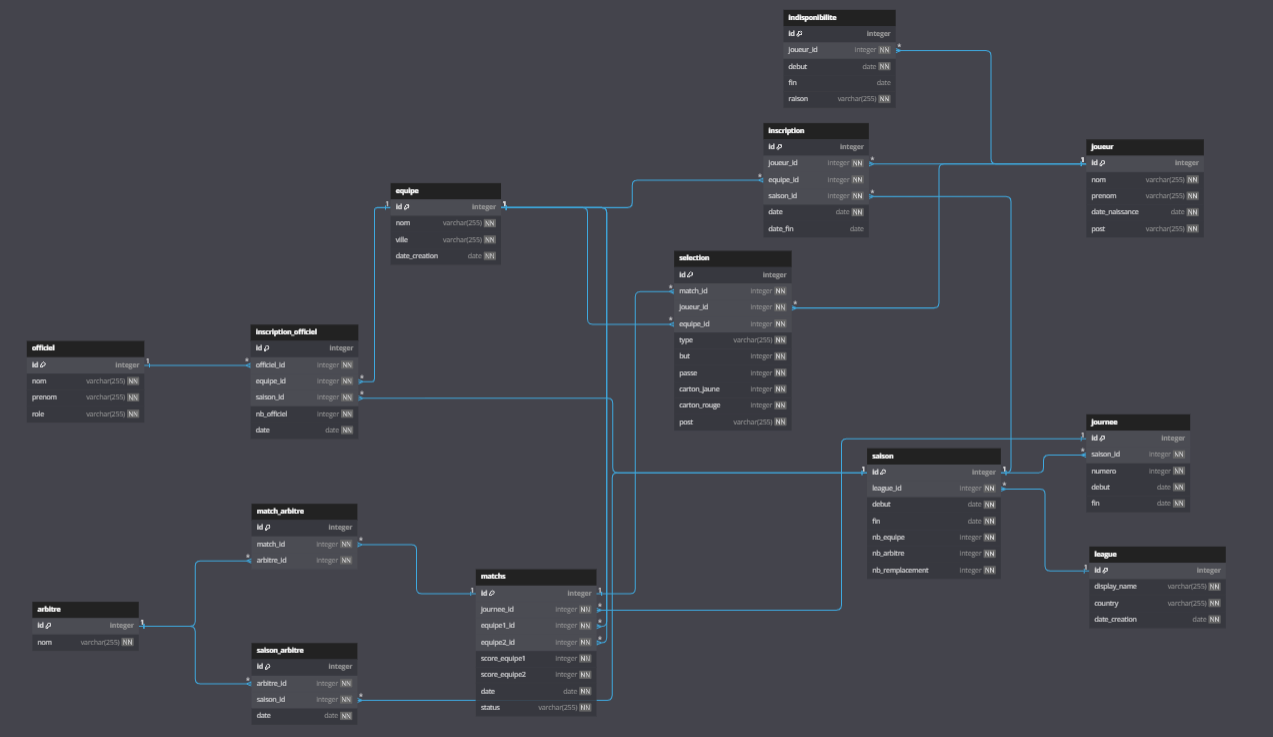 indisponibilite
id integer
joueur_id integer NN
debut date NN
fin date
raison varchar(255) NN
inscription
id integer
joueur_id integer NN
equipe_id integer NN
saison_id integer NN
date date NN
date_fin date
joueur
id integer
nom varchar(255) NN
prenom varchar(255) NN
date_naissance date NN
post varchar(255) NN
equipe
id integer
nom varchar(255) NN
ville varchar(255) NN
date_creation date NN
selection
id integer
match_id integer NN
joueur_id integer NN
equipe_id integer NN
type varchar(255) NN
but integer NN
passe integer NN
carton_jaune integer NN
carton_rouge integer NN
post varchar(255) NN
officiel
id integer
nom varchar(255) NN
prenom varchar(255) NN
role varchar(255) NN
inscription_officiel
id integer
officiel_id integer NN
equipe_id integer NN
saison_id integer NN
nb_officiel integer NN
date date NN
journee
id integer
saison_id integer NN
numero integer NN
debut date NN
fin date NN
saison
id integer
league_id integer NN
debut date NN
fin date NN
nb_equipe integer NN
nb_arbitre integer NN
nb_remplacement integer NN
match_arbitre
id integer
match_id integer NN
arbitre_id integer NN
league
id integer
display_name varchar(255) NN
country varchar(255) NN
date_creation date NN
matchs
id integer
journee_id integer NN
equipe1_id integer NN
equipe2_id integer NN
score_equipe1 integer NN
score_equipe2 integer NN
date date NN
status varchar(255) NN
arbitre
id integer
nom varchar(255) NN
saison_arbitre
id integer
arbitre_id integer NN
saison_id integer NN
date date NN